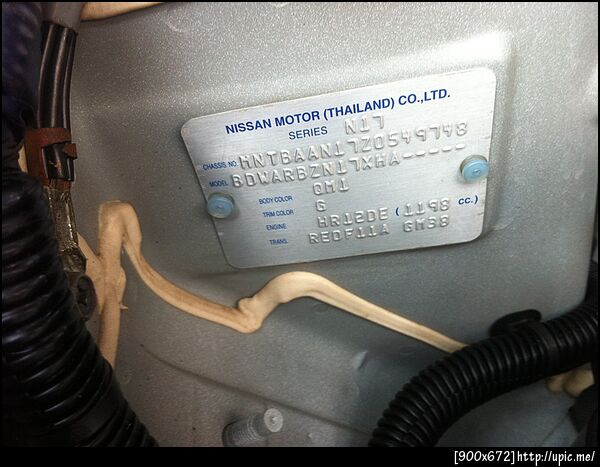 NISSAN MOTOR (THAILAND) CO.,LTD.
SERIES N17
CHASSIS NO. MNTBAAN17Z0549748
MODEL BDWARBZN17XHA-----
BODY COLOR QM1
TRIM COLOR G
ENGINE HR12DE (1198 CC.)
TRANS. RE0F11A GM38
[900x672]http://upic.me/